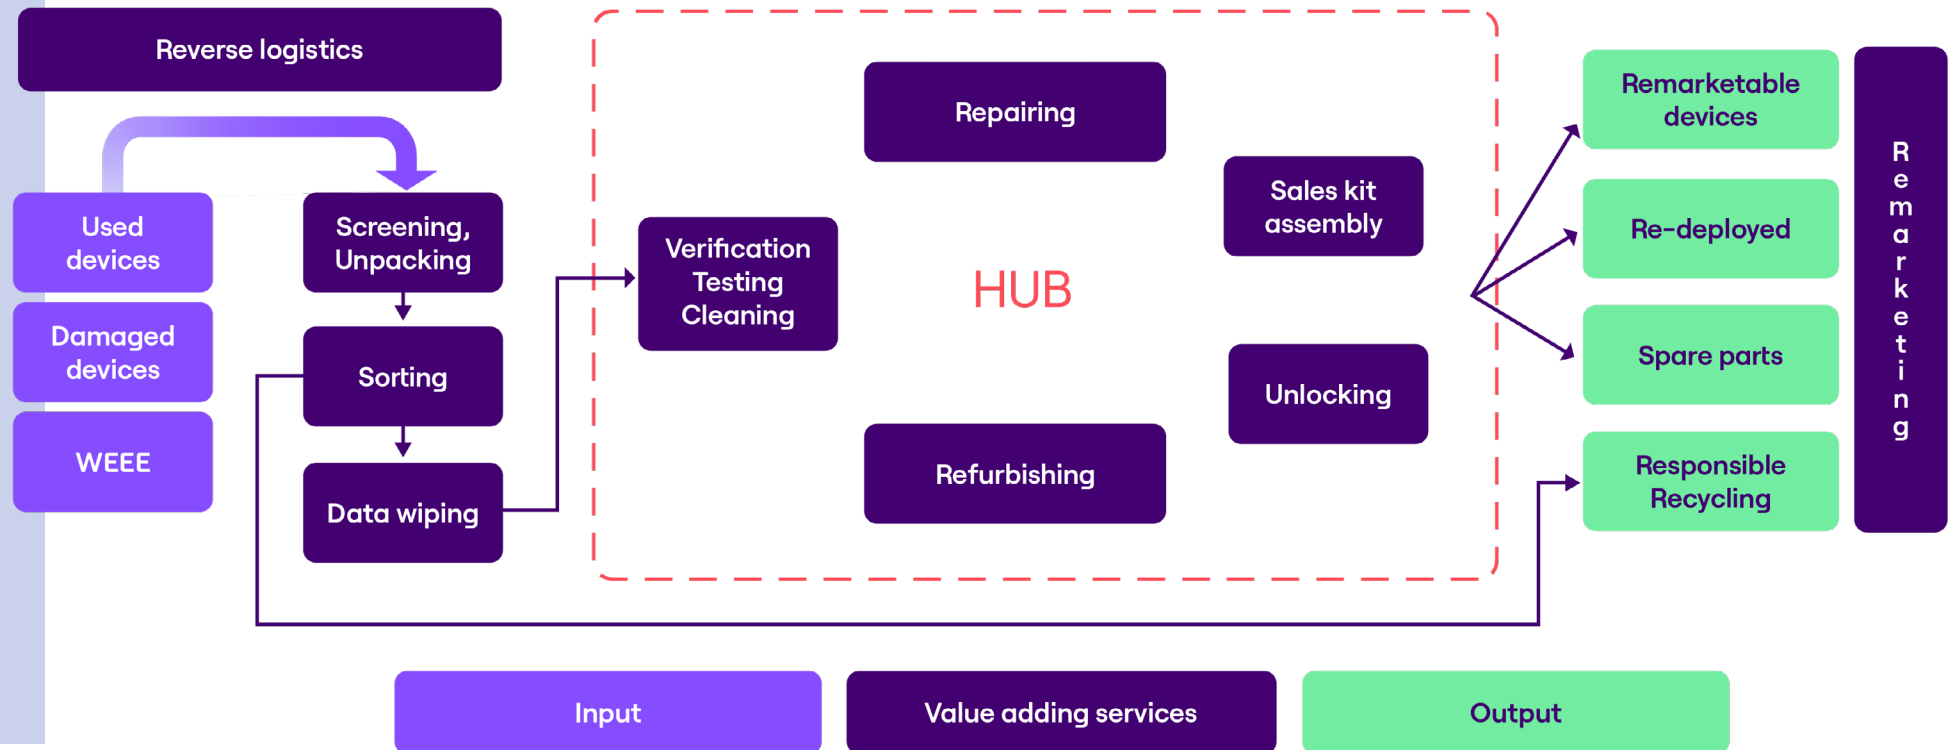 Reverse logistics
Used
devices
Damaged
devices
WEEE
Screening,
Unpacking
Sorting
Data wiping
Verification
Testing
Cleaning
Repairing
HUB
Refurbishing
Sales kit
assembly
Unlocking
Remarketable
devices
Re-deployed
Spare parts
Responsible
Recycling
Remarketing
Input
Value adding services
Output